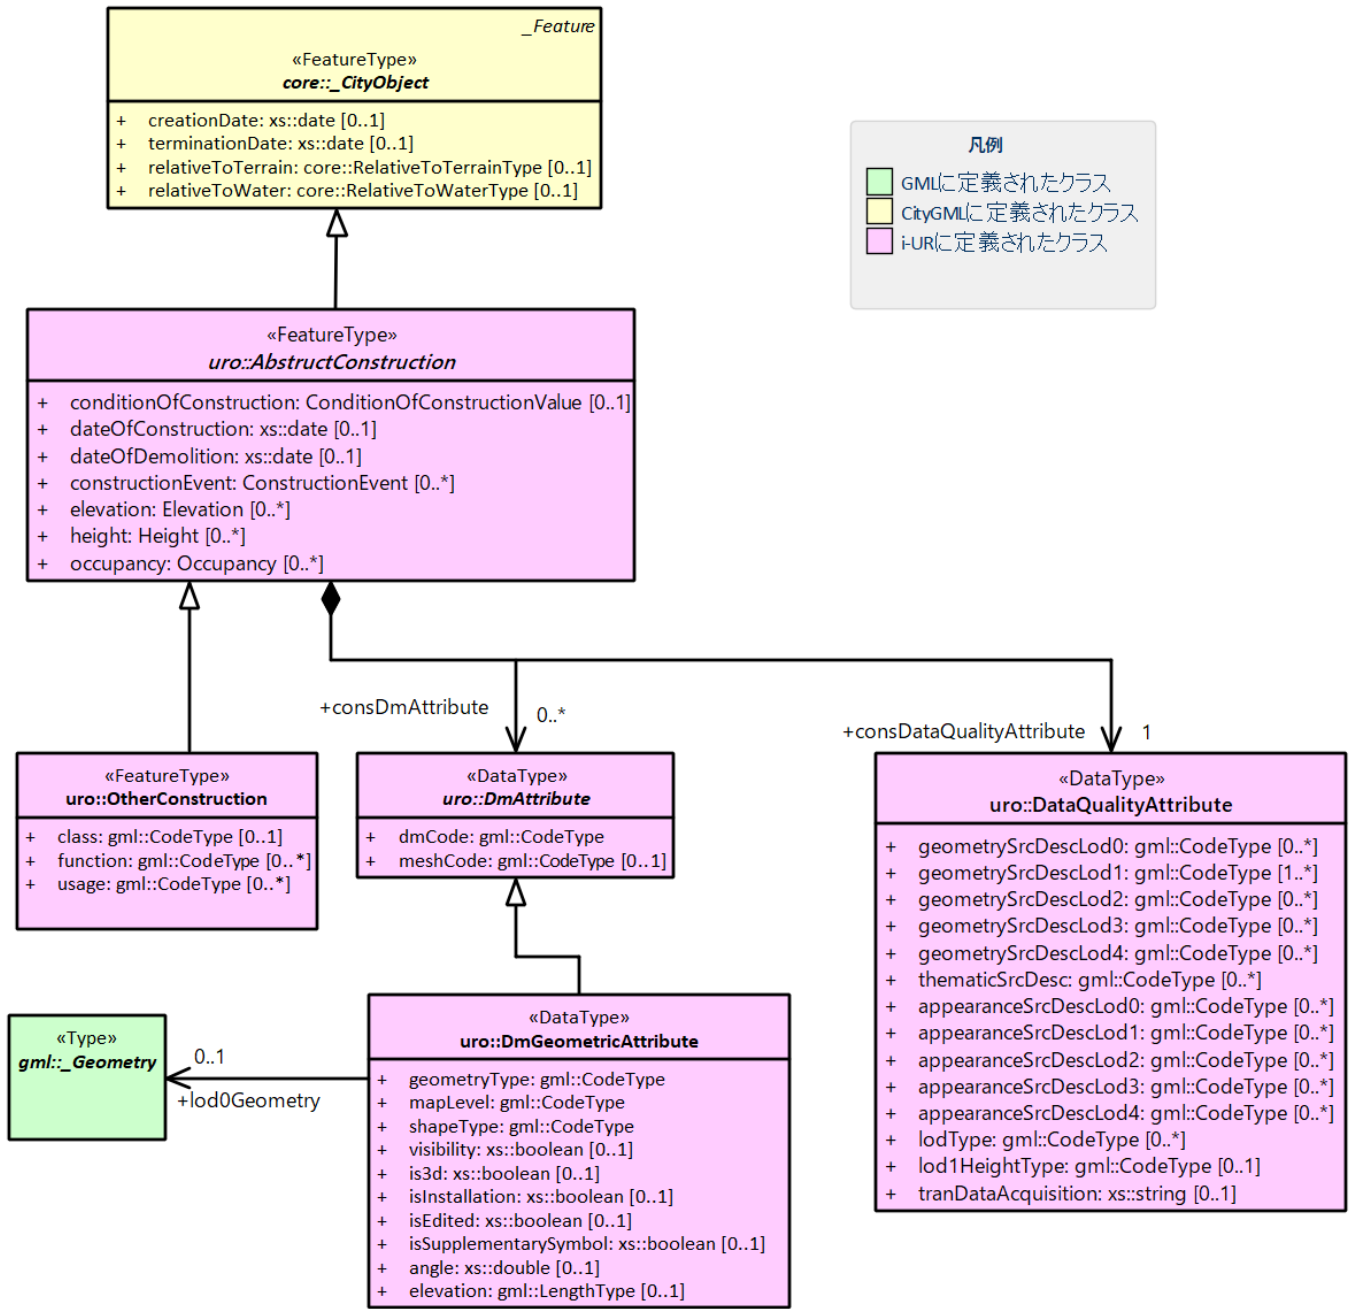 _Feature
«FeatureType»
core::_CityObject
+ creationDate: xs::date [0..1]
+ terminationDate: xs::date [0..1]
+ relativeToTerrain: core::RelativeToTerrainType [0..1]
+ relativeToWater: core::RelativeToWaterType [0..1]
凡例
GMLに定義されたクラス
CityGMLに定義されたクラス
i-URに定義されたクラス
«FeatureType»
uro::AbstructConstruction
+ conditionOfConstruction: ConditionOfConstructionValue [0..1]
+ dateOfConstruction: xs::date [0..1]
+ dateOfDemolition: xs::date [0..1]
+ constructionEvent: ConstructionEvent [0..*]
+ elevation: Elevation [0..*]
+ height: Height [0..*]
+ occupancy: Occupancy [0..*]
+consDmAttribute
0..*
+consDataQualityAttribute
1
«FeatureType»
uro::OtherConstruction
+ class: gml::CodeType [0..1]
+ function: gml::CodeType [0..*]
+ usage: gml::CodeType [0..*]
«DataType»
uro::DmAttribute
+ dmCode: gml::CodeType
+ meshCode: gml::CodeType [0..1]
«DataType»
uro::DataQualityAttribute
+ geometrySrcDescLod0: gml::CodeType [0..*]
+ geometrySrcDescLod1: gml::CodeType [1..*]
+ geometrySrcDescLod2: gml::CodeType [0..*]
+ geometrySrcDescLod3: gml::CodeType [0..*]
+ geometrySrcDescLod4: gml::CodeType [0..*]
+ thematicSrcDesc: gml::CodeType [0..*]
+ appearanceSrcDescLod0: gml::CodeType [0..*]
+ appearanceSrcDescLod1: gml::CodeType [0..*]
+ appearanceSrcDescLod2: gml::CodeType [0..*]
+ appearanceSrcDescLod3: gml::CodeType [0..*]
+ appearanceSrcDescLod4: gml::CodeType [0..*]
+ lodType: gml::CodeType [0..*]
+ lod1HeightType: gml::CodeType [0..1]
+ tranDataAcquisition: xs::string [0..1]
«Type»
gml::_Geometry
0..1
+lod0Geometry
«DataType»
uro::DmGeometricAttribute
+ geometryType: gml::CodeType
+ mapLevel: gml::CodeType
+ shapeType: gml::CodeType
+ visibility: xs::boolean [0..1]
+ is3d: xs::boolean [0..1]
+ isInstallation: xs::boolean [0..1]
+ isEdited: xs::boolean [0..1]
+ isSupplementarySymbol: xs::boolean [0..1]
+ angle: xs::double [0..1]
+ elevation: gml::LengthType [0..1]